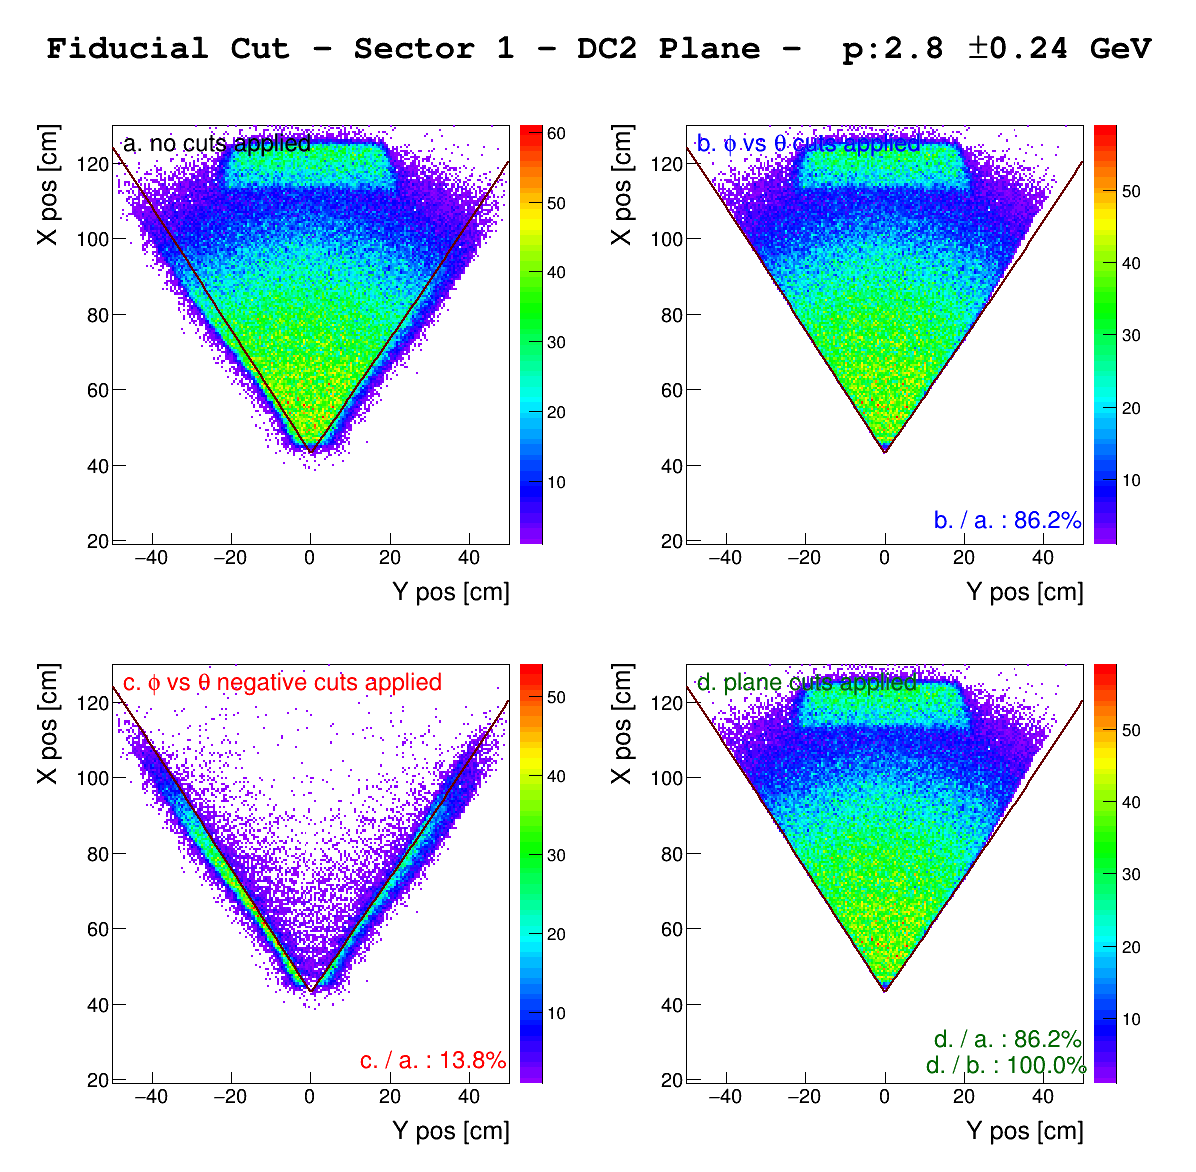 Fiducial Cut - Sector 1 - DC2 Plane - p:2.8 ±0.24 GeV
a. no cuts applied
X pos [cm]
120
100
80
60
40
20
−40 −20 0 20 40
Y pos [cm]
60
50
40
30
20
10
b. ϕ vs θ cuts applied
X pos [cm]
120
100
80
60
40
20
−40 −20 0 20 40
Y pos [cm]
50
40
30
20
10
b. / a. : 86.2%
c. ϕ vs θ negative cuts applied
X pos [cm]
120
100
80
60
40
20
−40 −20 0 20 40
Y pos [cm]
50
40
30
20
10
c. / a. : 13.8%
d. plane cuts applied
X pos [cm]
120
100
80
60
40
20
−40 −20 0 20 40
Y pos [cm]
50
40
30
20
10
d. / a. : 86.2%
d. / b. : 100.0%